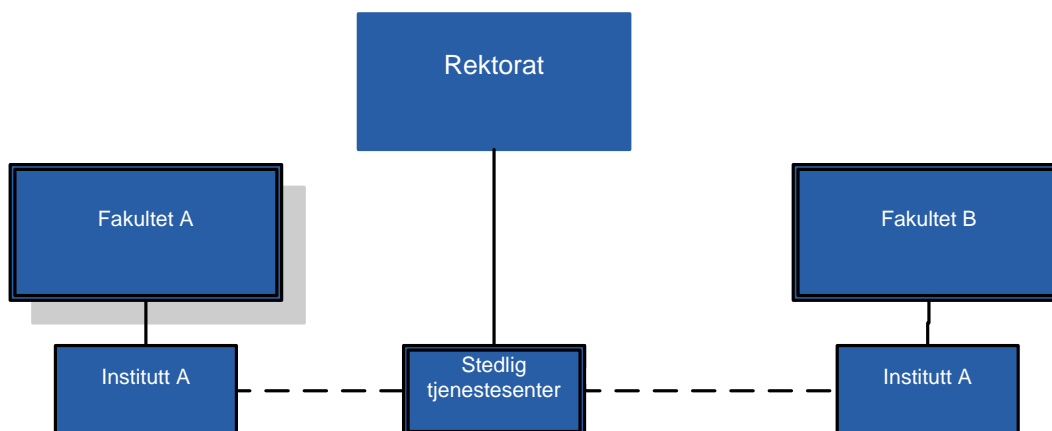 Rektorat
Fakultet A
Fakultet B
Institutt A
Stedlig
tjenestesenter
Institutt A